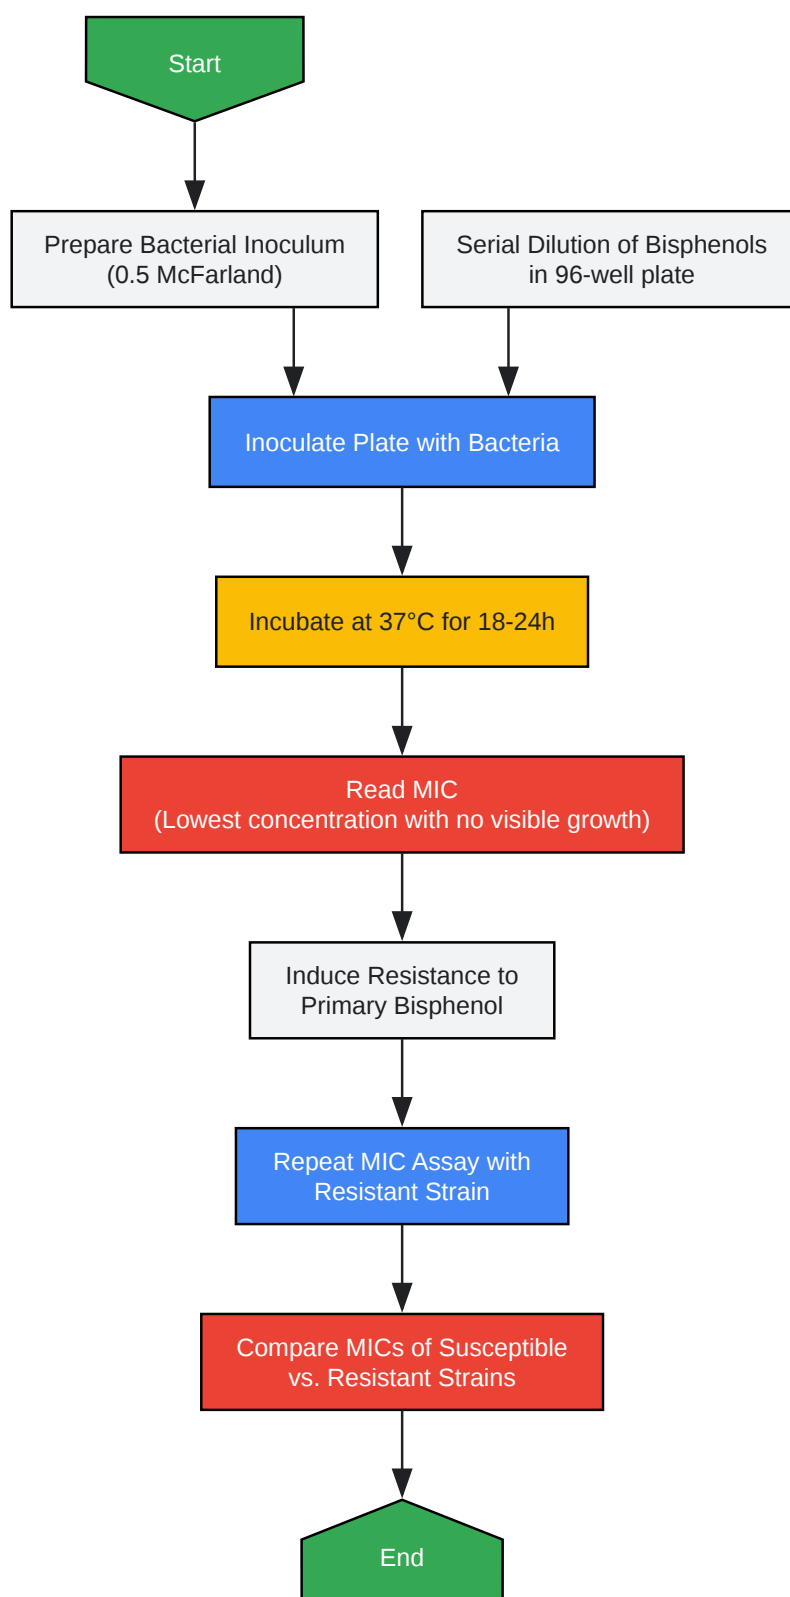 Start
Prepare Bacterial Inoculum
(0.5 McFarland)
Serial Dilution of Bisphenols
in 96-well plate
Inoculate Plate with Bacteria
Incubate at 37°C for 18-24h
Read MIC
(Lowest concentration with no visible growth)
Induce Resistance to
Primary Bisphenol
Repeat MIC Assay with
Resistant Strain
Compare MICs of Susceptible
vs. Resistant Strains
End